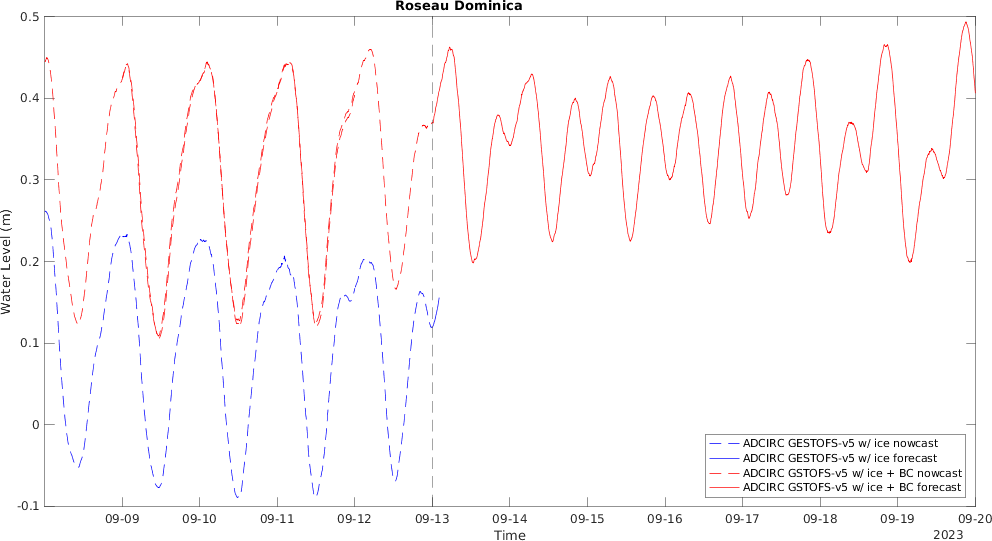 Roseau Dominica
0.5
0.4
0.3
0.2
0.1
0
-0.1
Water Level (m)
09-09 09-10 09-11 09-12 09-13 09-14 09-15 09-16 09-17 09-18 09-19 09-20
Time
2023
ADCIRC GESTOFS-v5 w/ ice nowcast
ADCIRC GESTOFS-v5 w/ ice forecast
ADCIRC GSTOFS-v5 w/ ice + BC nowcast
ADCIRC GSTOFS-v5 w/ ice + BC forecast